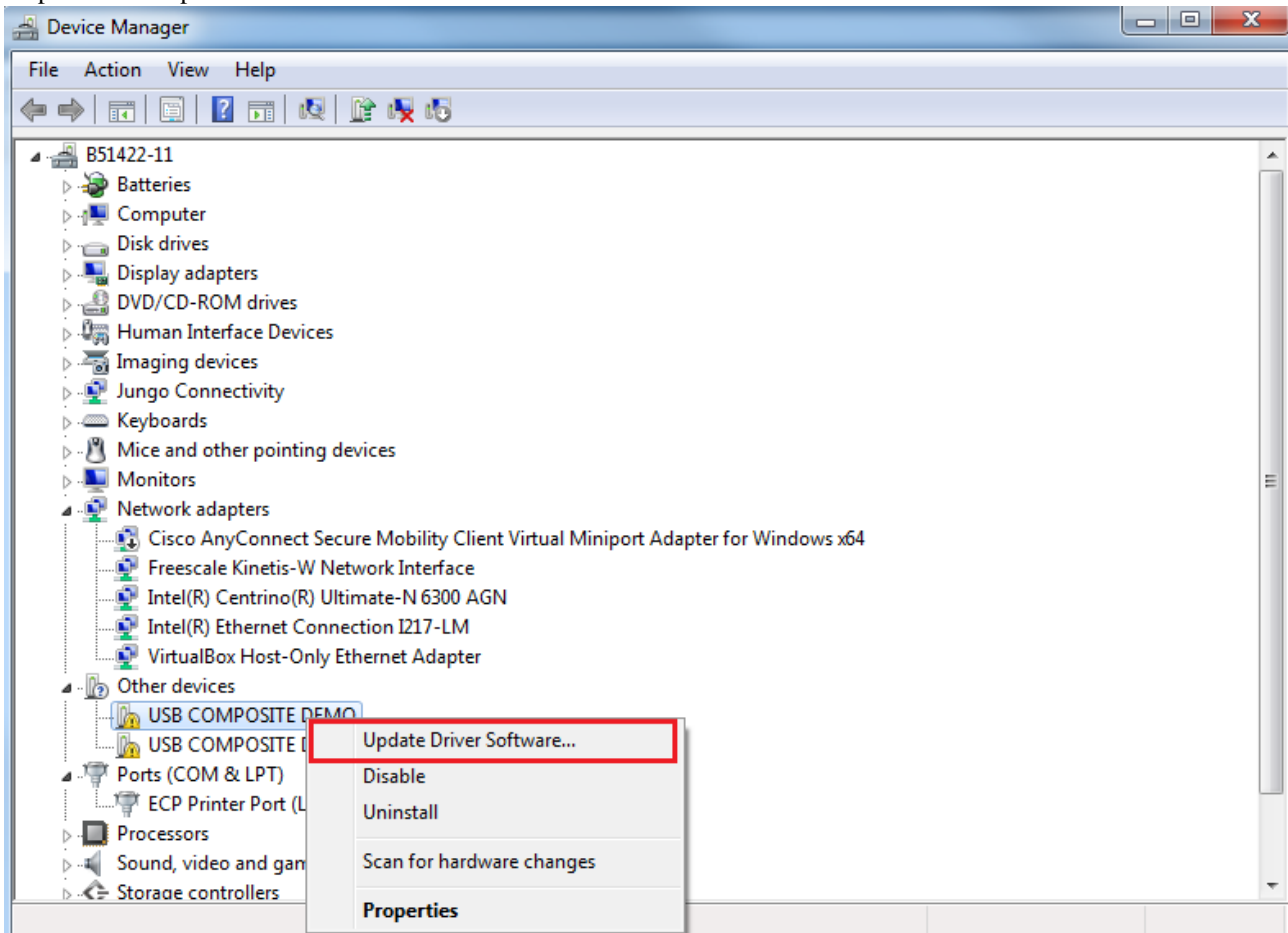 Device Manager
File Action View Help
B51422-11
Batteries
Computer
Disk drives
Display adapters
DVD/CD-ROM drives
Human Interface Devices
Imaging devices
Jungo Connectivity
Keyboards
Mice and other pointing devices
Monitors
Network adapters
Cisco AnyConnect Secure Mobility Client Virtual Miniport Adapter for Windows x64
Freescale Kinetis-W Network Interface
Intel(R) Centrino(R) Ultimate-N 6300 AGN
Intel(R) Ethernet Connection I217-LM
VirtualBox Host-Only Ethernet Adapter
Other devices
USB COMPOSITE DEMO
USB COMPOSITE
Ports (COM & LPT)
ECP Printer Port (L
Processors
Sound, video and gam
Storage controllers
Update Driver Software...
Disable
Uninstall
Scan for hardware changes
Properties